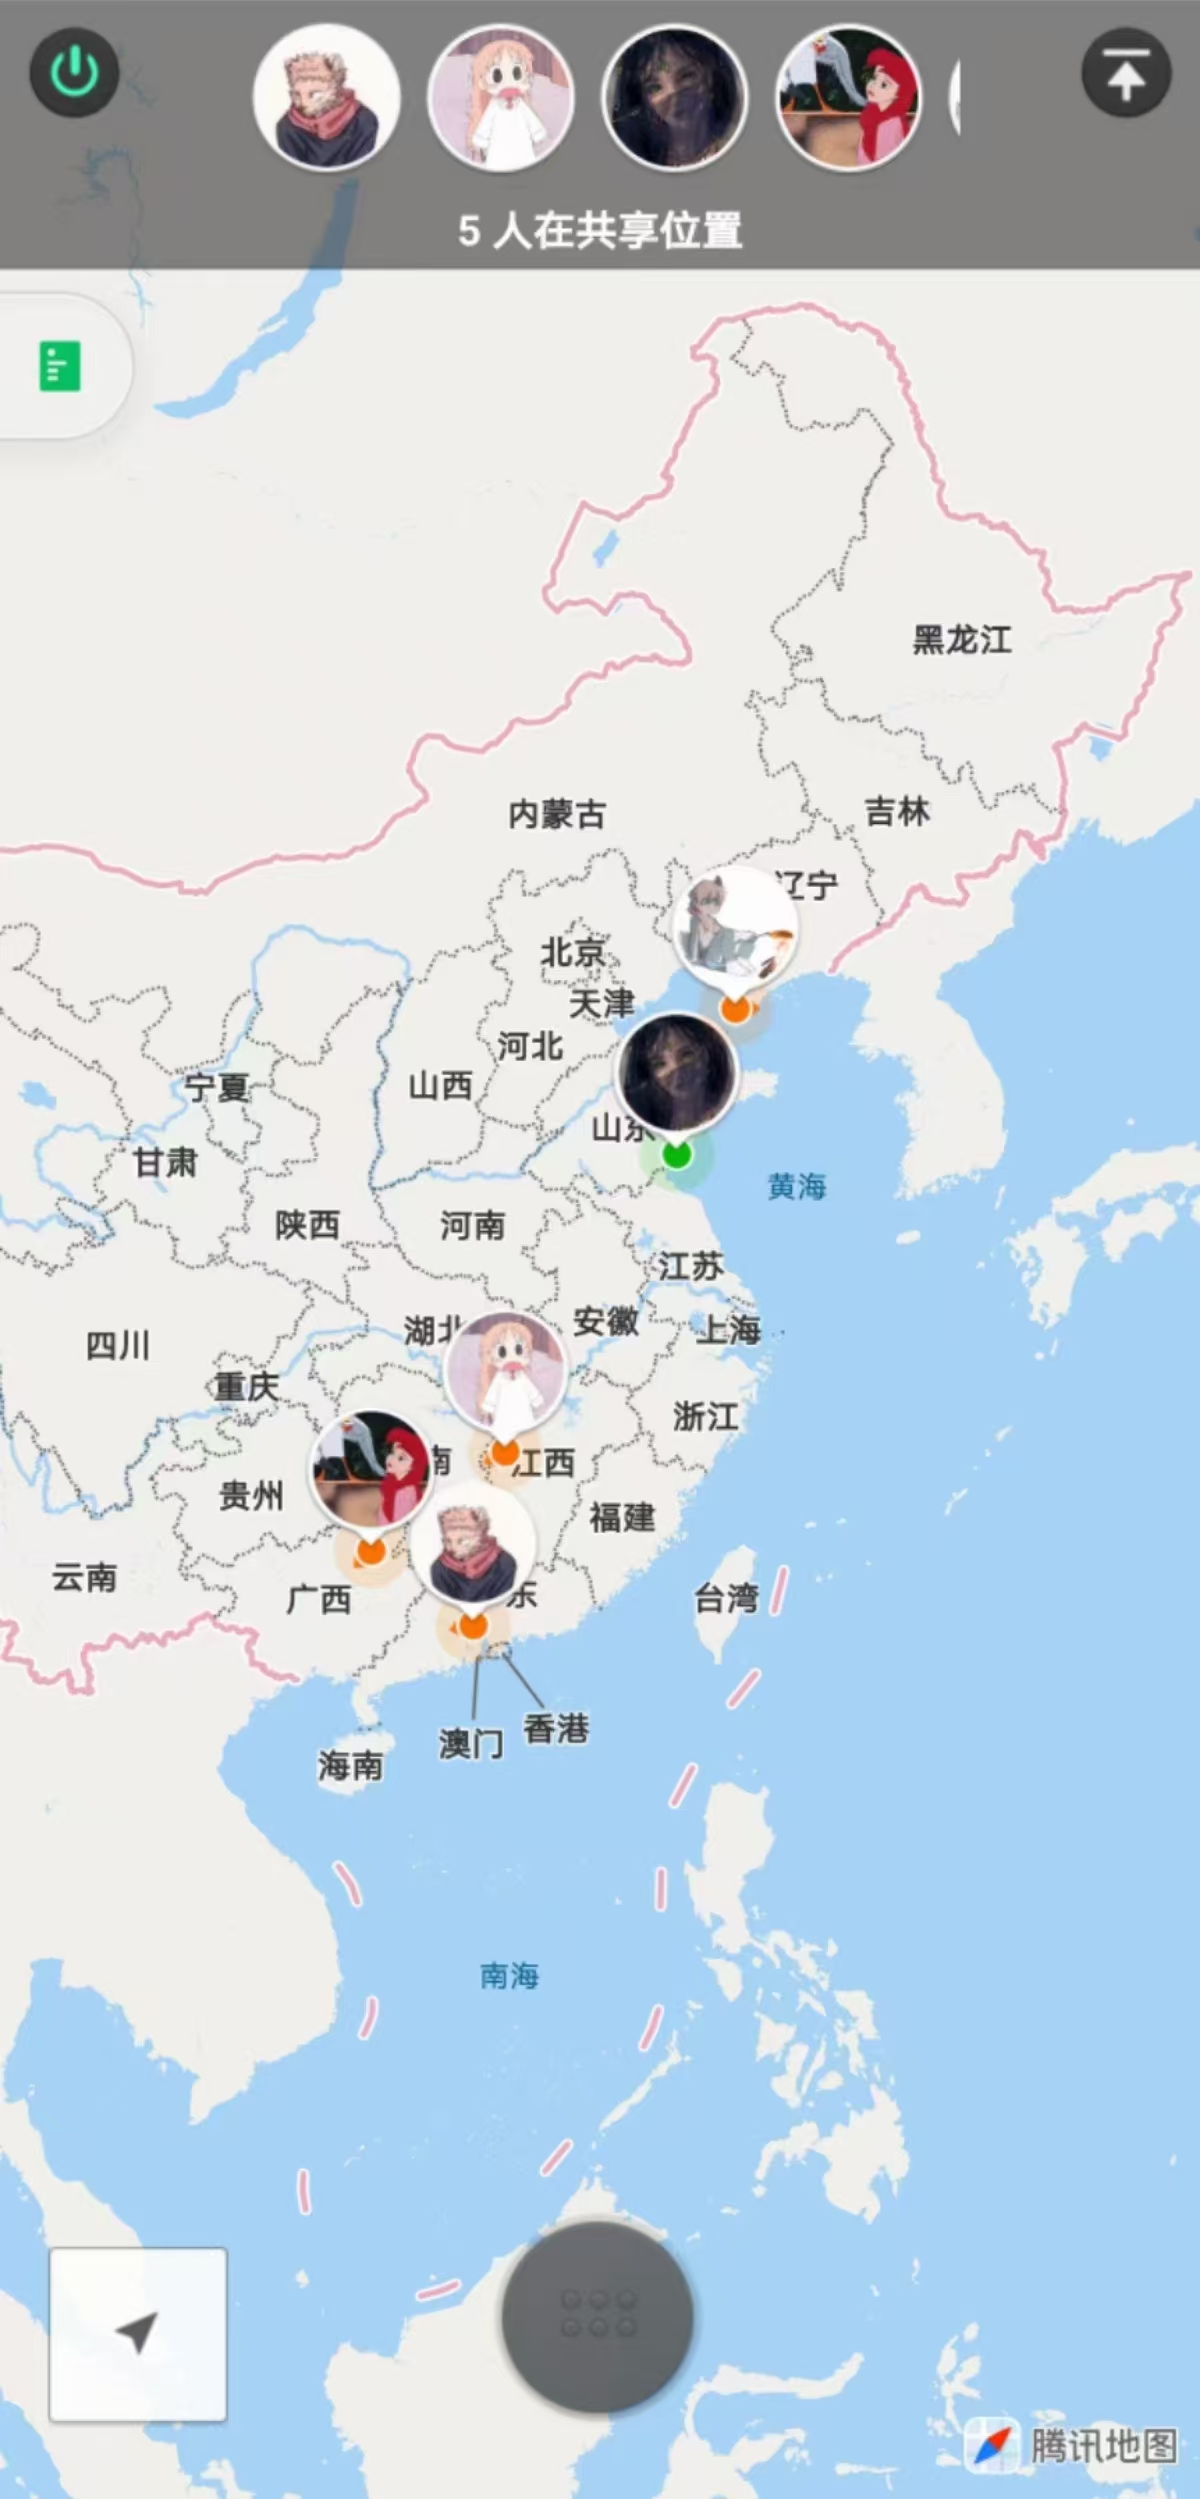 5 人在共享位置
黑龙江
内蒙古
吉林
辽宁
北京
天津
河北
山西
宁夏
山东
甘肃
黄海
陕西
河南
江苏
安徽
湖北
上海
四川
重庆
浙江
南
江西
贵州
福建
云南
广西
东
台湾
澳门
香港
海南
南海
腾讯地图